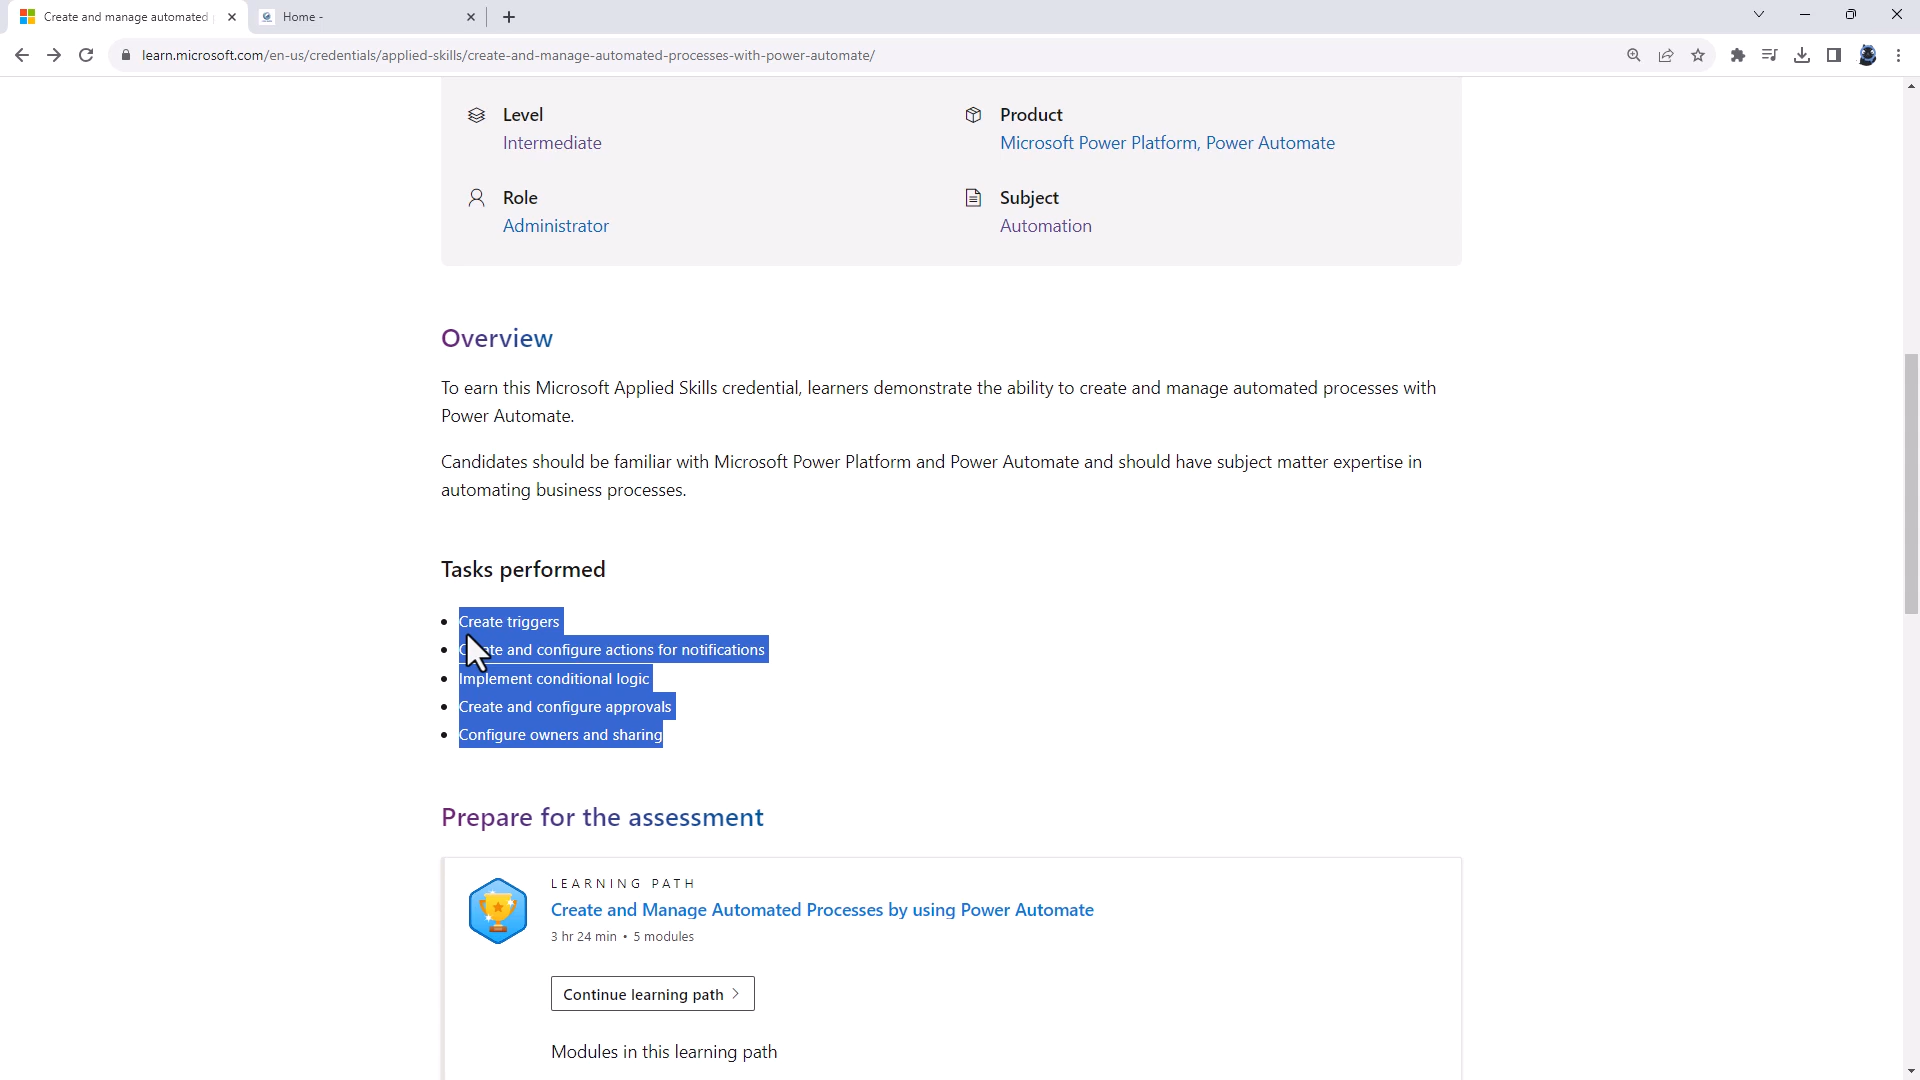 Create and manage automated
Home -
learn.microsoft.com/en-us/credentials/applied-skills/create-and-manage-automated-processes-with-power-automate/
Level
Intermediate
Product
Microsoft Power Platform, Power Automate
Role
Administrator
Subject
Automation
Overview
To earn this Microsoft Applied Skills credential, learners demonstrate the ability to create and manage automated processes with
Power Automate.
Candidates should be familiar with Microsoft Power Platform and Power Automate and should have subject matter expertise in
automating business processes.
Tasks performed
• Create triggers
• Create and configure actions for notifications
• Implement conditional logic
• Create and configure approvals
• Configure owners and sharing
Prepare for the assessment
LEARNING PATH
Create and Manage Automated Processes by using Power Automate
3 hr 24 min • 5 modules
Continue learning path >
Modules in this learning path